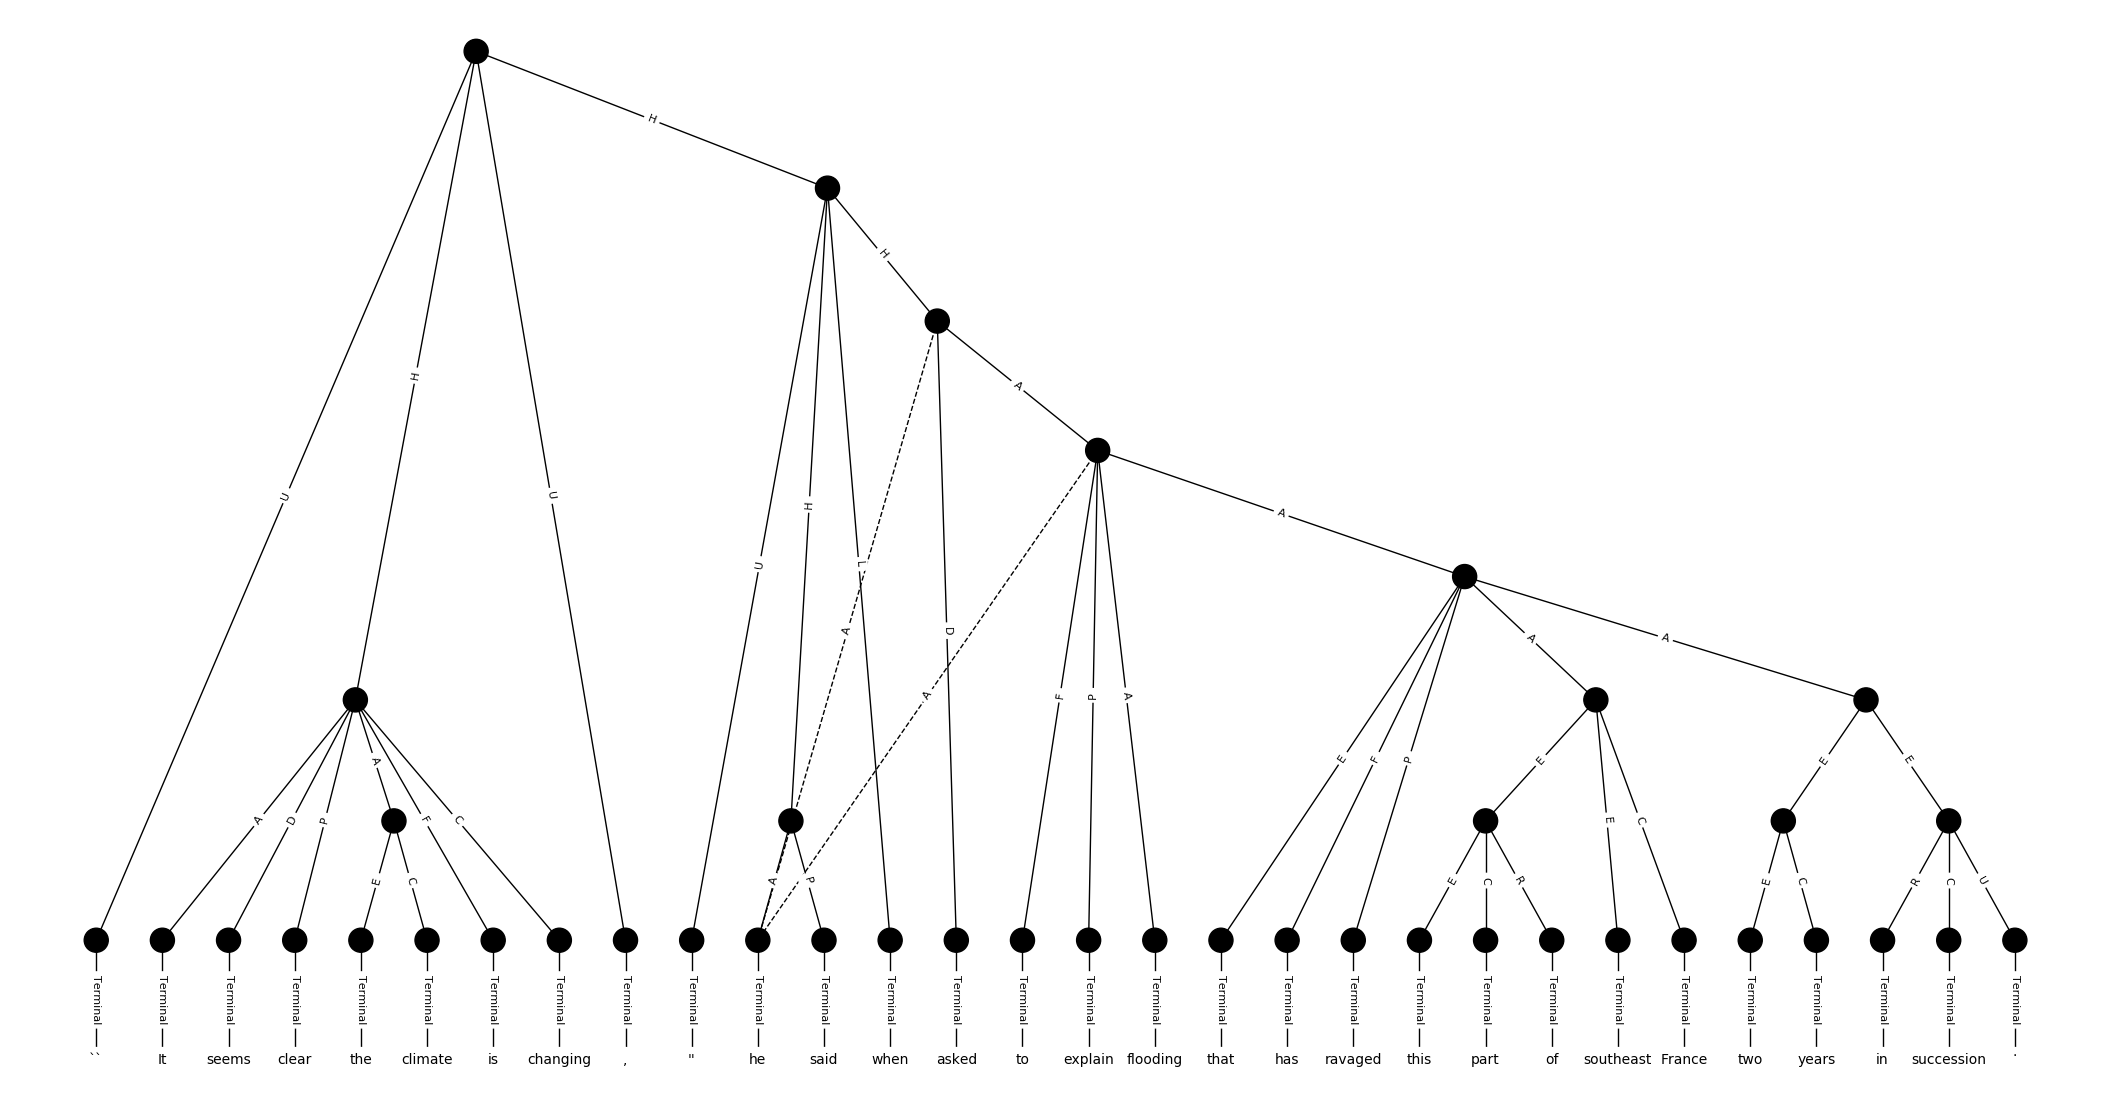 H
H
A
H
A
U
U
H
U
L
A
D
A
A
A
F
P
A
E
F
P
E
E
A
A
D
P
F
C
E
C
E
C
A
P
E
C
R
E
C
R
C
U
Terminal Terminal Terminal Terminal Terminal Terminal Terminal Terminal Terminal Terminal Terminal Terminal Terminal Terminal Terminal Terminal Terminal Terminal Terminal Terminal Terminal Terminal Terminal Terminal Terminal Terminal Terminal Terminal Terminal Terminal
`` It seems clear the climate is changing , " he said when asked to explain flooding that has ravaged this part of southeast France two years in succession .